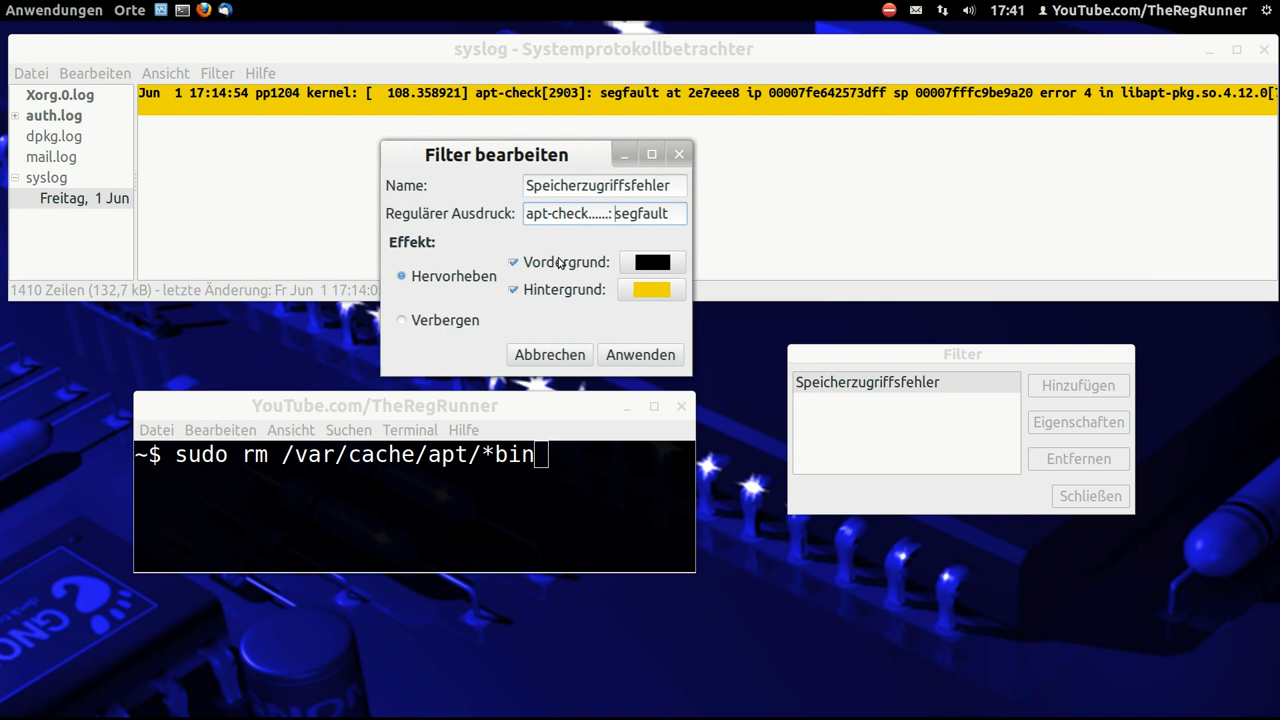 Anwendungen Orte 17:41 YouTube.com/TheRegRunner
syslog - Systemprotokollbetrachter
Datei Bearbeiten Ansicht Filter Hilfe
Xorg.0.log
auth.log
dpkg.log
mail.log
syslog
Freitag, 1 Jun
Jun 1 17:14:54 pp1204 kernel: [ 108.358921] apt-check[2903]: segfault at 2e7eee8 ip 00007fe642573dff sp 00007fffc9be9a20 error 4 in libapt-pkg.so.4.12.0[
1410 Zeilen (132,7 kB) - letzte Änderung: Fr Jun 1 17:14:0
Filter bearbeiten
Name: Speicherzugriffsfehler
Regulärer Ausdruck: apt-check......: segfault
Effekt:
Hervorheben
Vordergrund:
Hintergrund:
Verbergen
Abbrechen Anwenden
Filter
Speicherzugriffsfehler
Hinzufügen
Eigenschaften
Entfernen
Schließen
YouTube.com/TheRegRunner
Datei Bearbeiten Ansicht Suchen Terminal Hilfe
~$ sudo rm /var/cache/apt/*bin